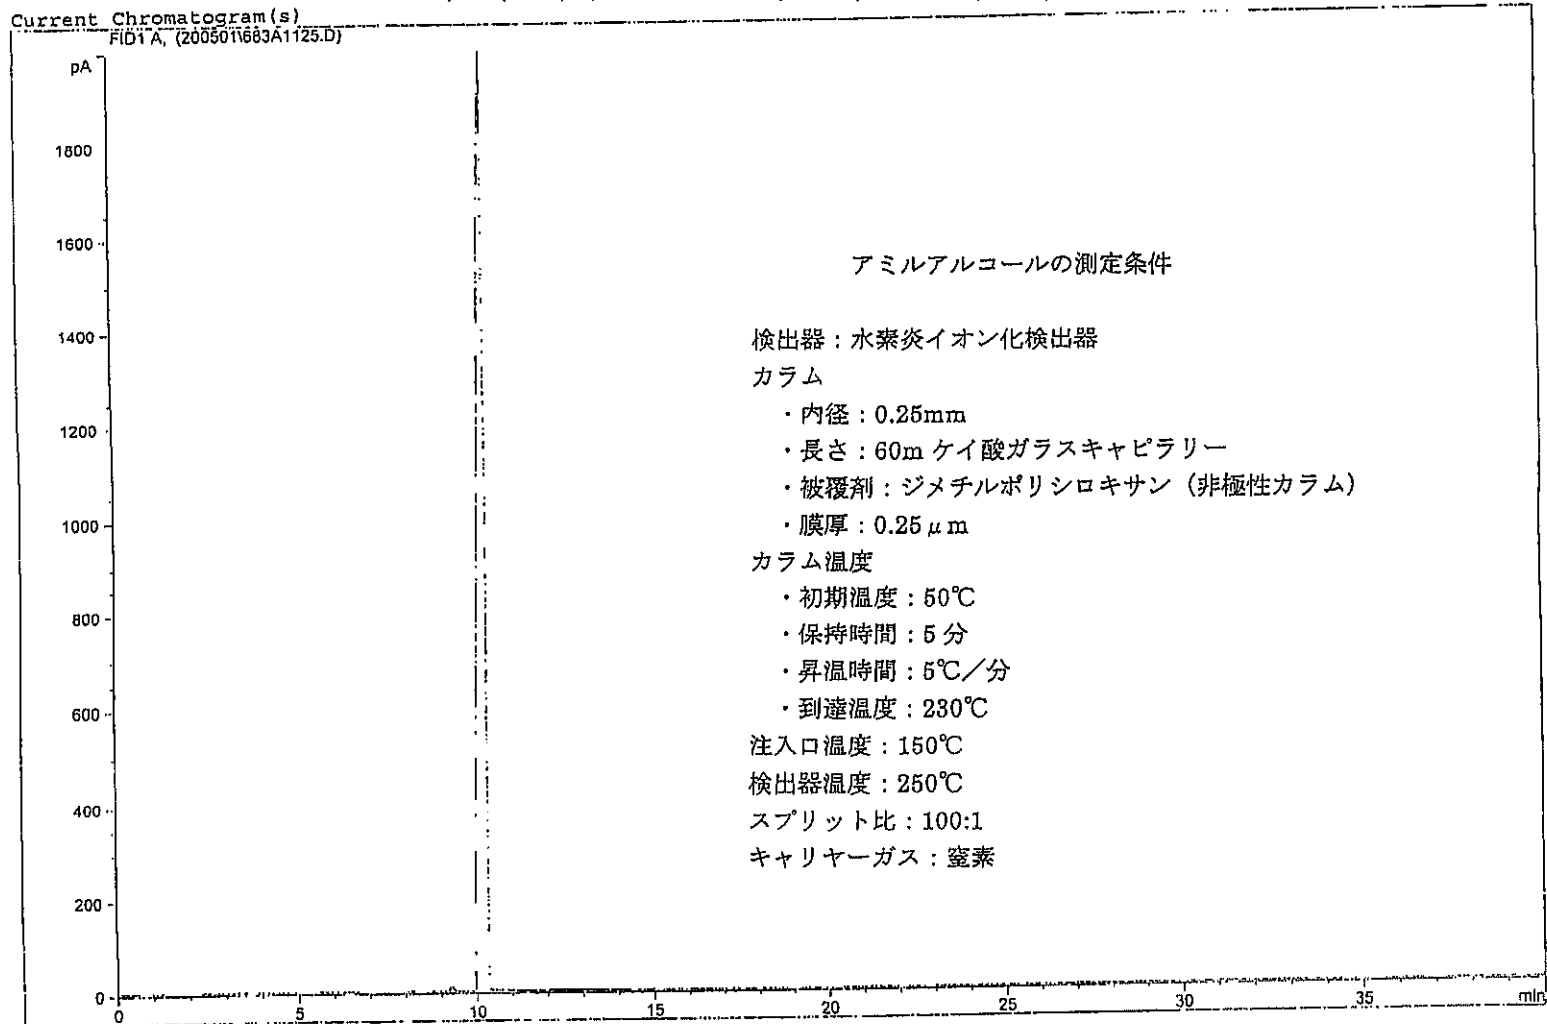 Current Chromatogram(s)
FID1 A, (200501\683A1125.D)
pA
1800
1600
1400
1200
1000
800
600
400
200
0
アミルアルコールの測定条件
検出器：水素炎イオン化検出器
カラム
・内径：0.25mm
・長さ：60m ケイ酸ガラスキャピラリー
・被覆剤：ジメチルポリシロキサン（非極性カラム）
・膜厚：0.25μm
カラム温度
・初期温度：50℃
・保持時間：5 分
・昇温時間：5℃／分
・到達温度：230℃
注入口温度：150℃
検出器温度：250℃
スプリット比：100:1
キャリヤーガス：窒素
0 5 10 15 20 25 30 35 min